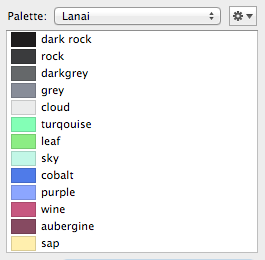 Palette: Lanai
dark rock
rock
darkgrey
grey
cloud
turqouise
leaf
sky
cobalt
purple
wine
aubergine
sap